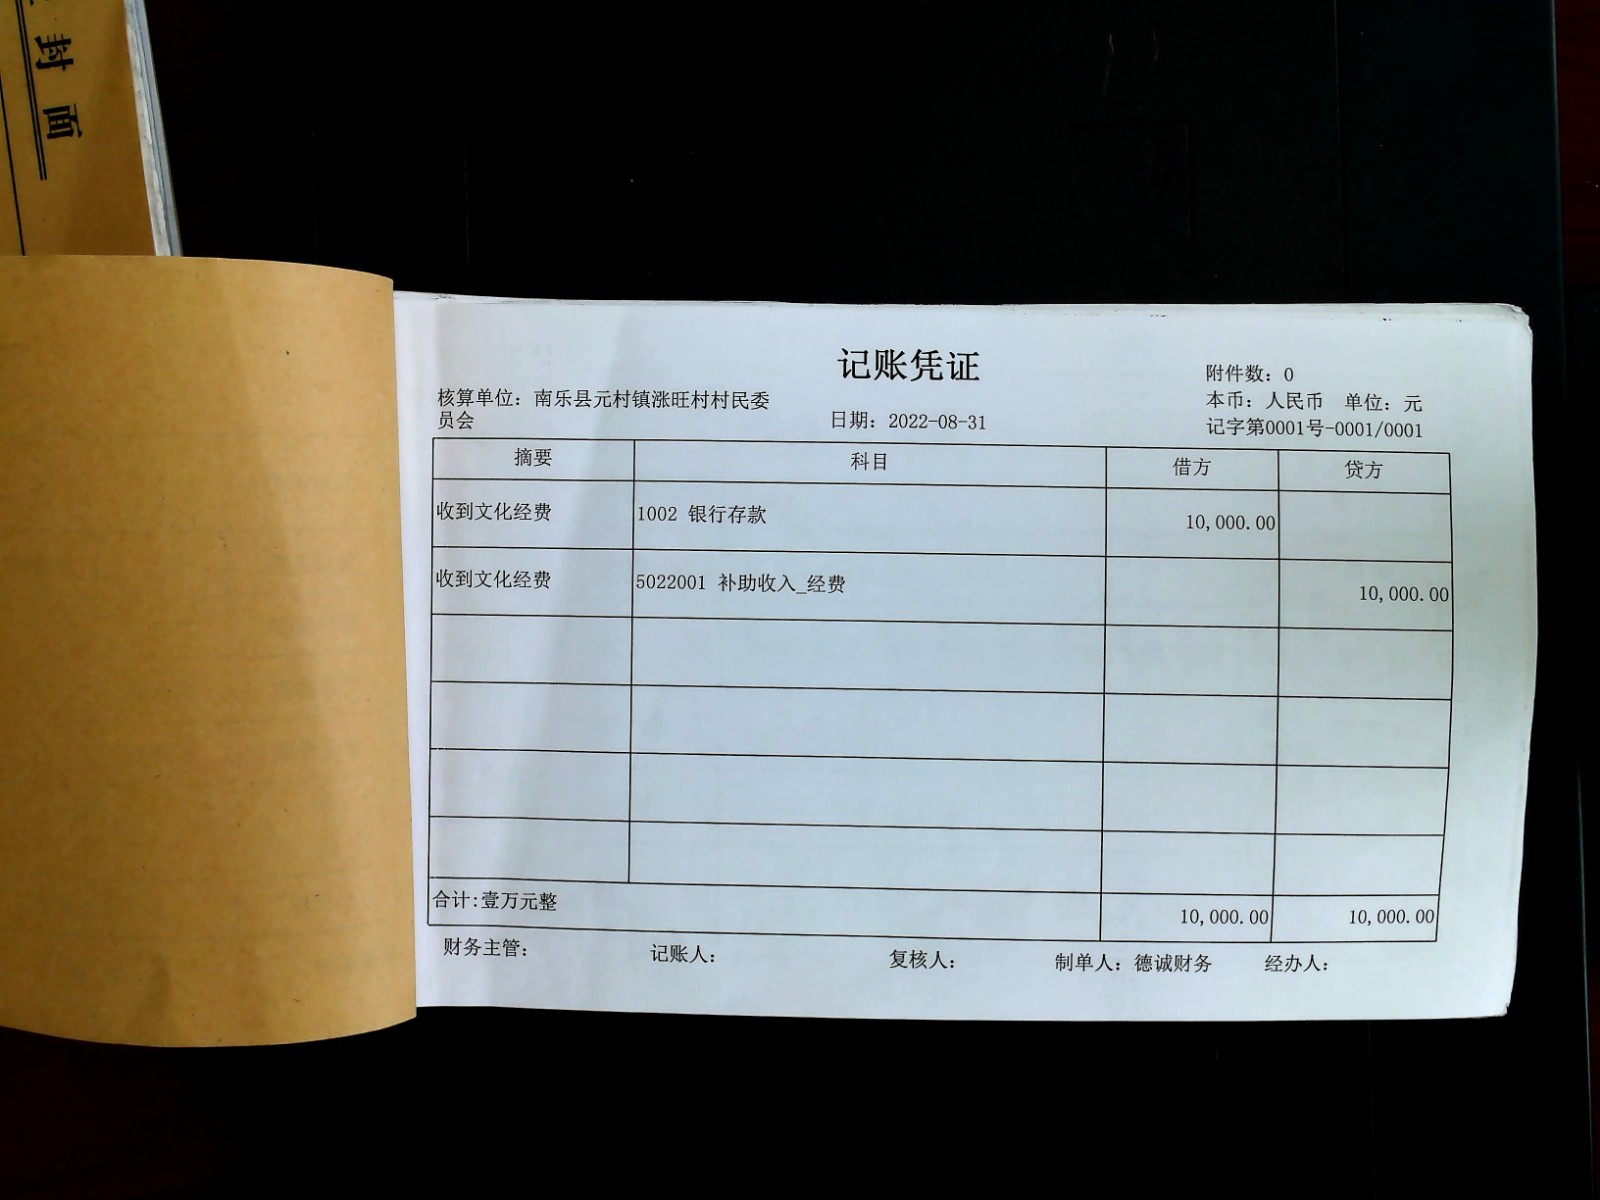 封面
记账凭证
附件数：0
核算单位：南乐县元村镇涨旺村村民委
员会
日期：2022-08-31
本币：人民币 单位：元
记字第0001号-0001/0001
摘要 科目 借方 贷方
收到文化经费 1002 银行存款 10,000.00
收到文化经费 5022001 补助收入_经费 10,000.00
合计:壹万元整 10,000.00 10,000.00
财务主管： 记账人： 复核人： 制单人：德诚财务 经办人：